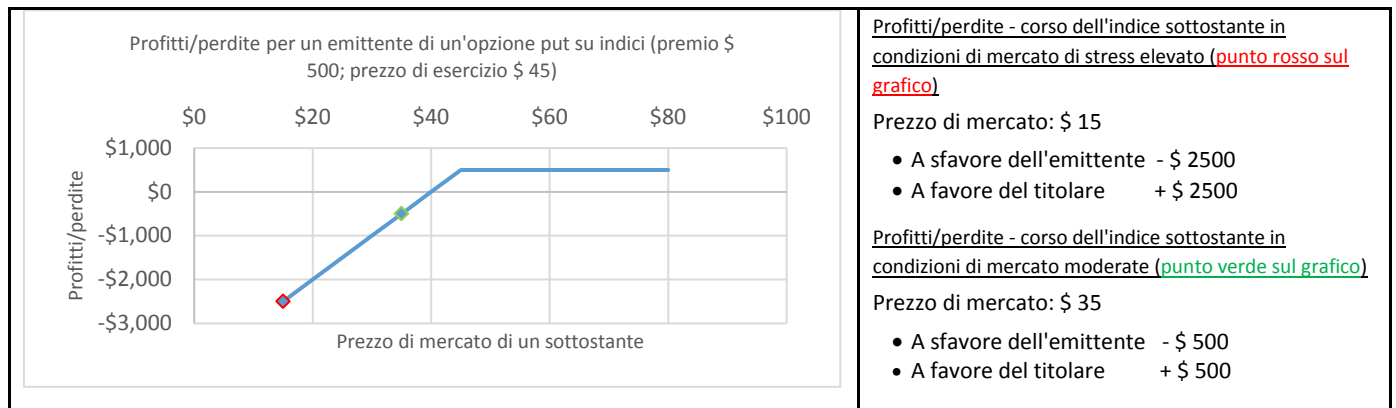 Profitti/perdite per un emittente di un'opzione put su indici (premio $
500; prezzo di esercizio $ 45)
$0 $20 $40 $60 $80 $100
$1,000
$0
-$1,000
-$2,000
-$3,000
Profitti/perdite
Prezzo di mercato di un sottostante
Profitti/perdite - corso dell'indice sottostante in
condizioni di mercato di stress elevato (punto rosso sul
grafico)
Prezzo di mercato: $ 15
• A sfavore dell'emittente - $ 2500
• A favore del titolare + $ 2500
Profitti/perdite - corso dell'indice sottostante in
condizioni di mercato moderate (punto verde sul grafico)
Prezzo di mercato: $ 35
• A sfavore dell'emittente - $ 500
• A favore del titolare + $ 500